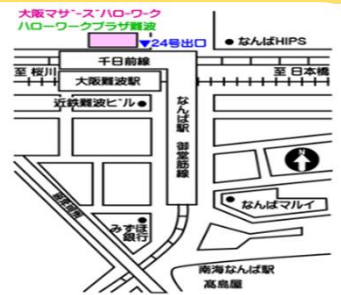 大阪マザーズハローワーク
ハローワークプラザ難波
▼24号出口
なんばHIPS
千日前線
至 桜川
至 日本橋
大阪難波駅
近鉄難波ビル
なんば駅 御堂筋線
なんばマルイ
みずほ
銀行
南海なんば駅
高島屋